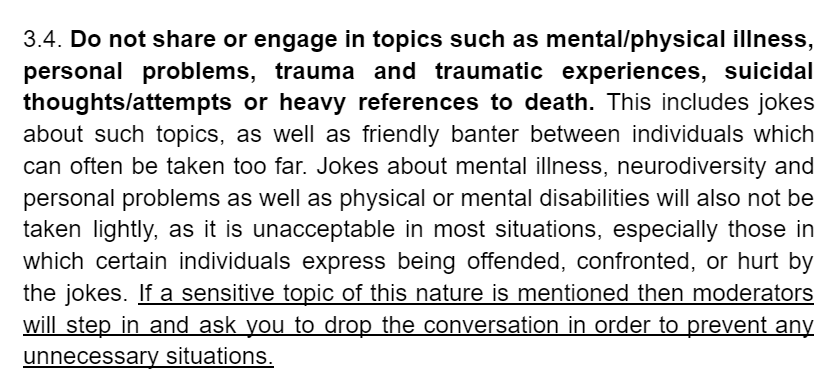 3.4. Do not share or engage in topics such as mental/physical illness,
personal problems, trauma and traumatic experiences, suicidal
thoughts/attempts or heavy references to death. This includes jokes
about such topics, as well as friendly banter between individuals which
can often be taken too far. Jokes about mental illness, neurodiversity and
personal problems as well as physical or mental disabilities will also not be
taken lightly, as it is unacceptable in most situations, especially those in
which certain individuals express being offended, confronted, or hurt by
the jokes. If a sensitive topic of this nature is mentioned then moderators
will step in and ask you to drop the conversation in order to prevent any
unnecessary situations.